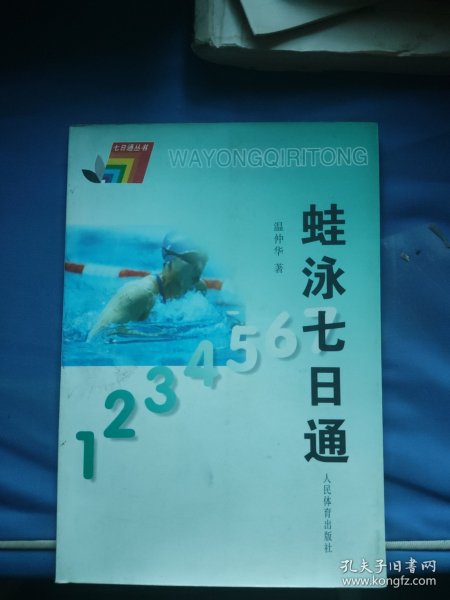 七日通丛书
WAYONGQIRITONG
蛙泳七日通
温仲华 著
1234567
人民体育出版社
孔夫子旧书网
www.kongfz.com